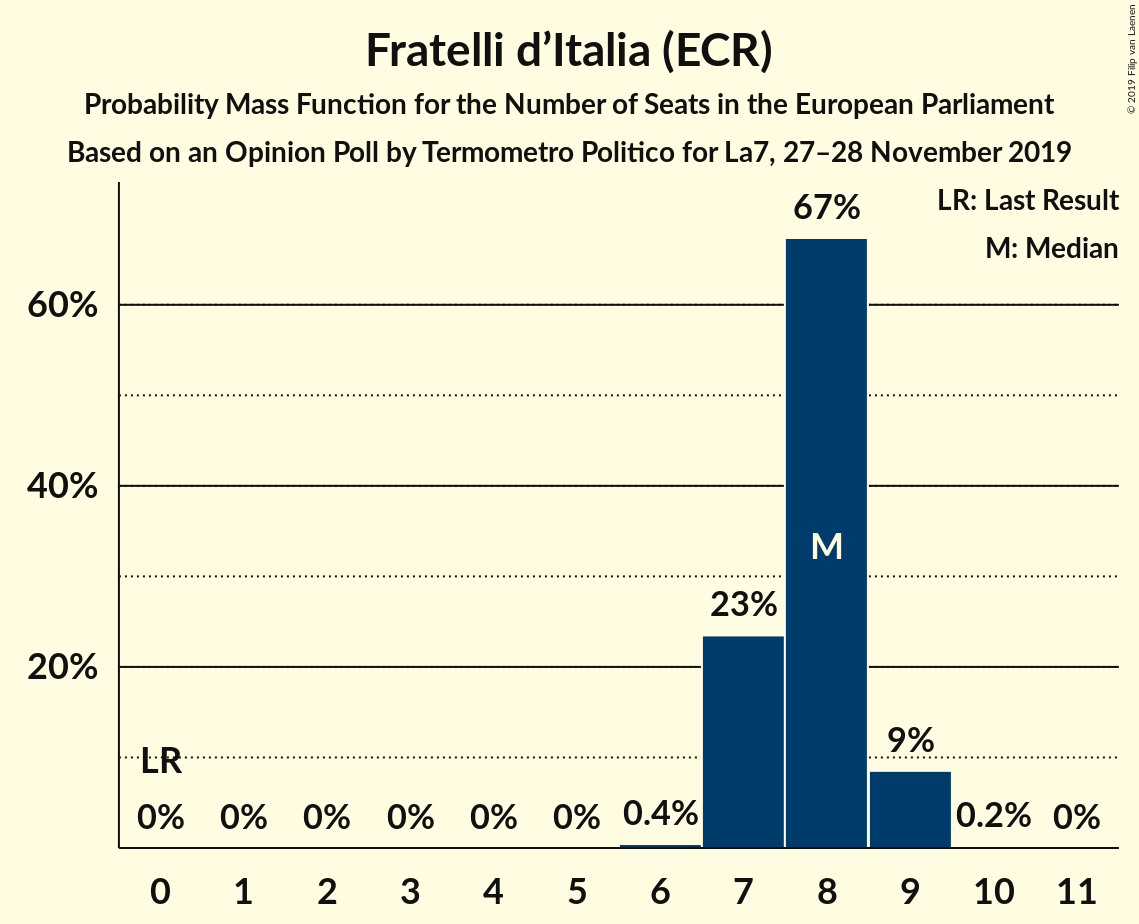 Fratelli d’Italia (ECR)
Probability Mass Function for the Number of Seats in the European Parliament
Based on an Opinion Poll by Termometro Politico for La7, 27–28 November 2019
© 2019 Filip van Laenen
LR: Last Result
M: Median
67%
60%
40%
M
23%
20%
9%
LR
0% 0% 0% 0% 0% 0% 0.4% 0.2% 0%
0 1 2 3 4 5 6 7 8 9 10 11